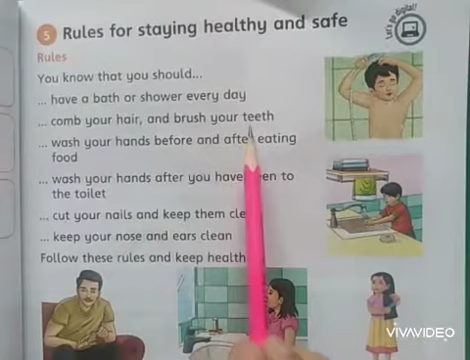 5 Rules for staying healthy and safe
Let's go digital!
Rules
You know that you should...
... have a bath or shower every day
... comb your hair, and brush your teeth
... wash your hands before and afte eating
food
... wash your hands after you have en to
the toilet
... cut your nails and keep them cle
... keep your nose and ears clean
Follow these rules and keep health
VIVAVIDEO